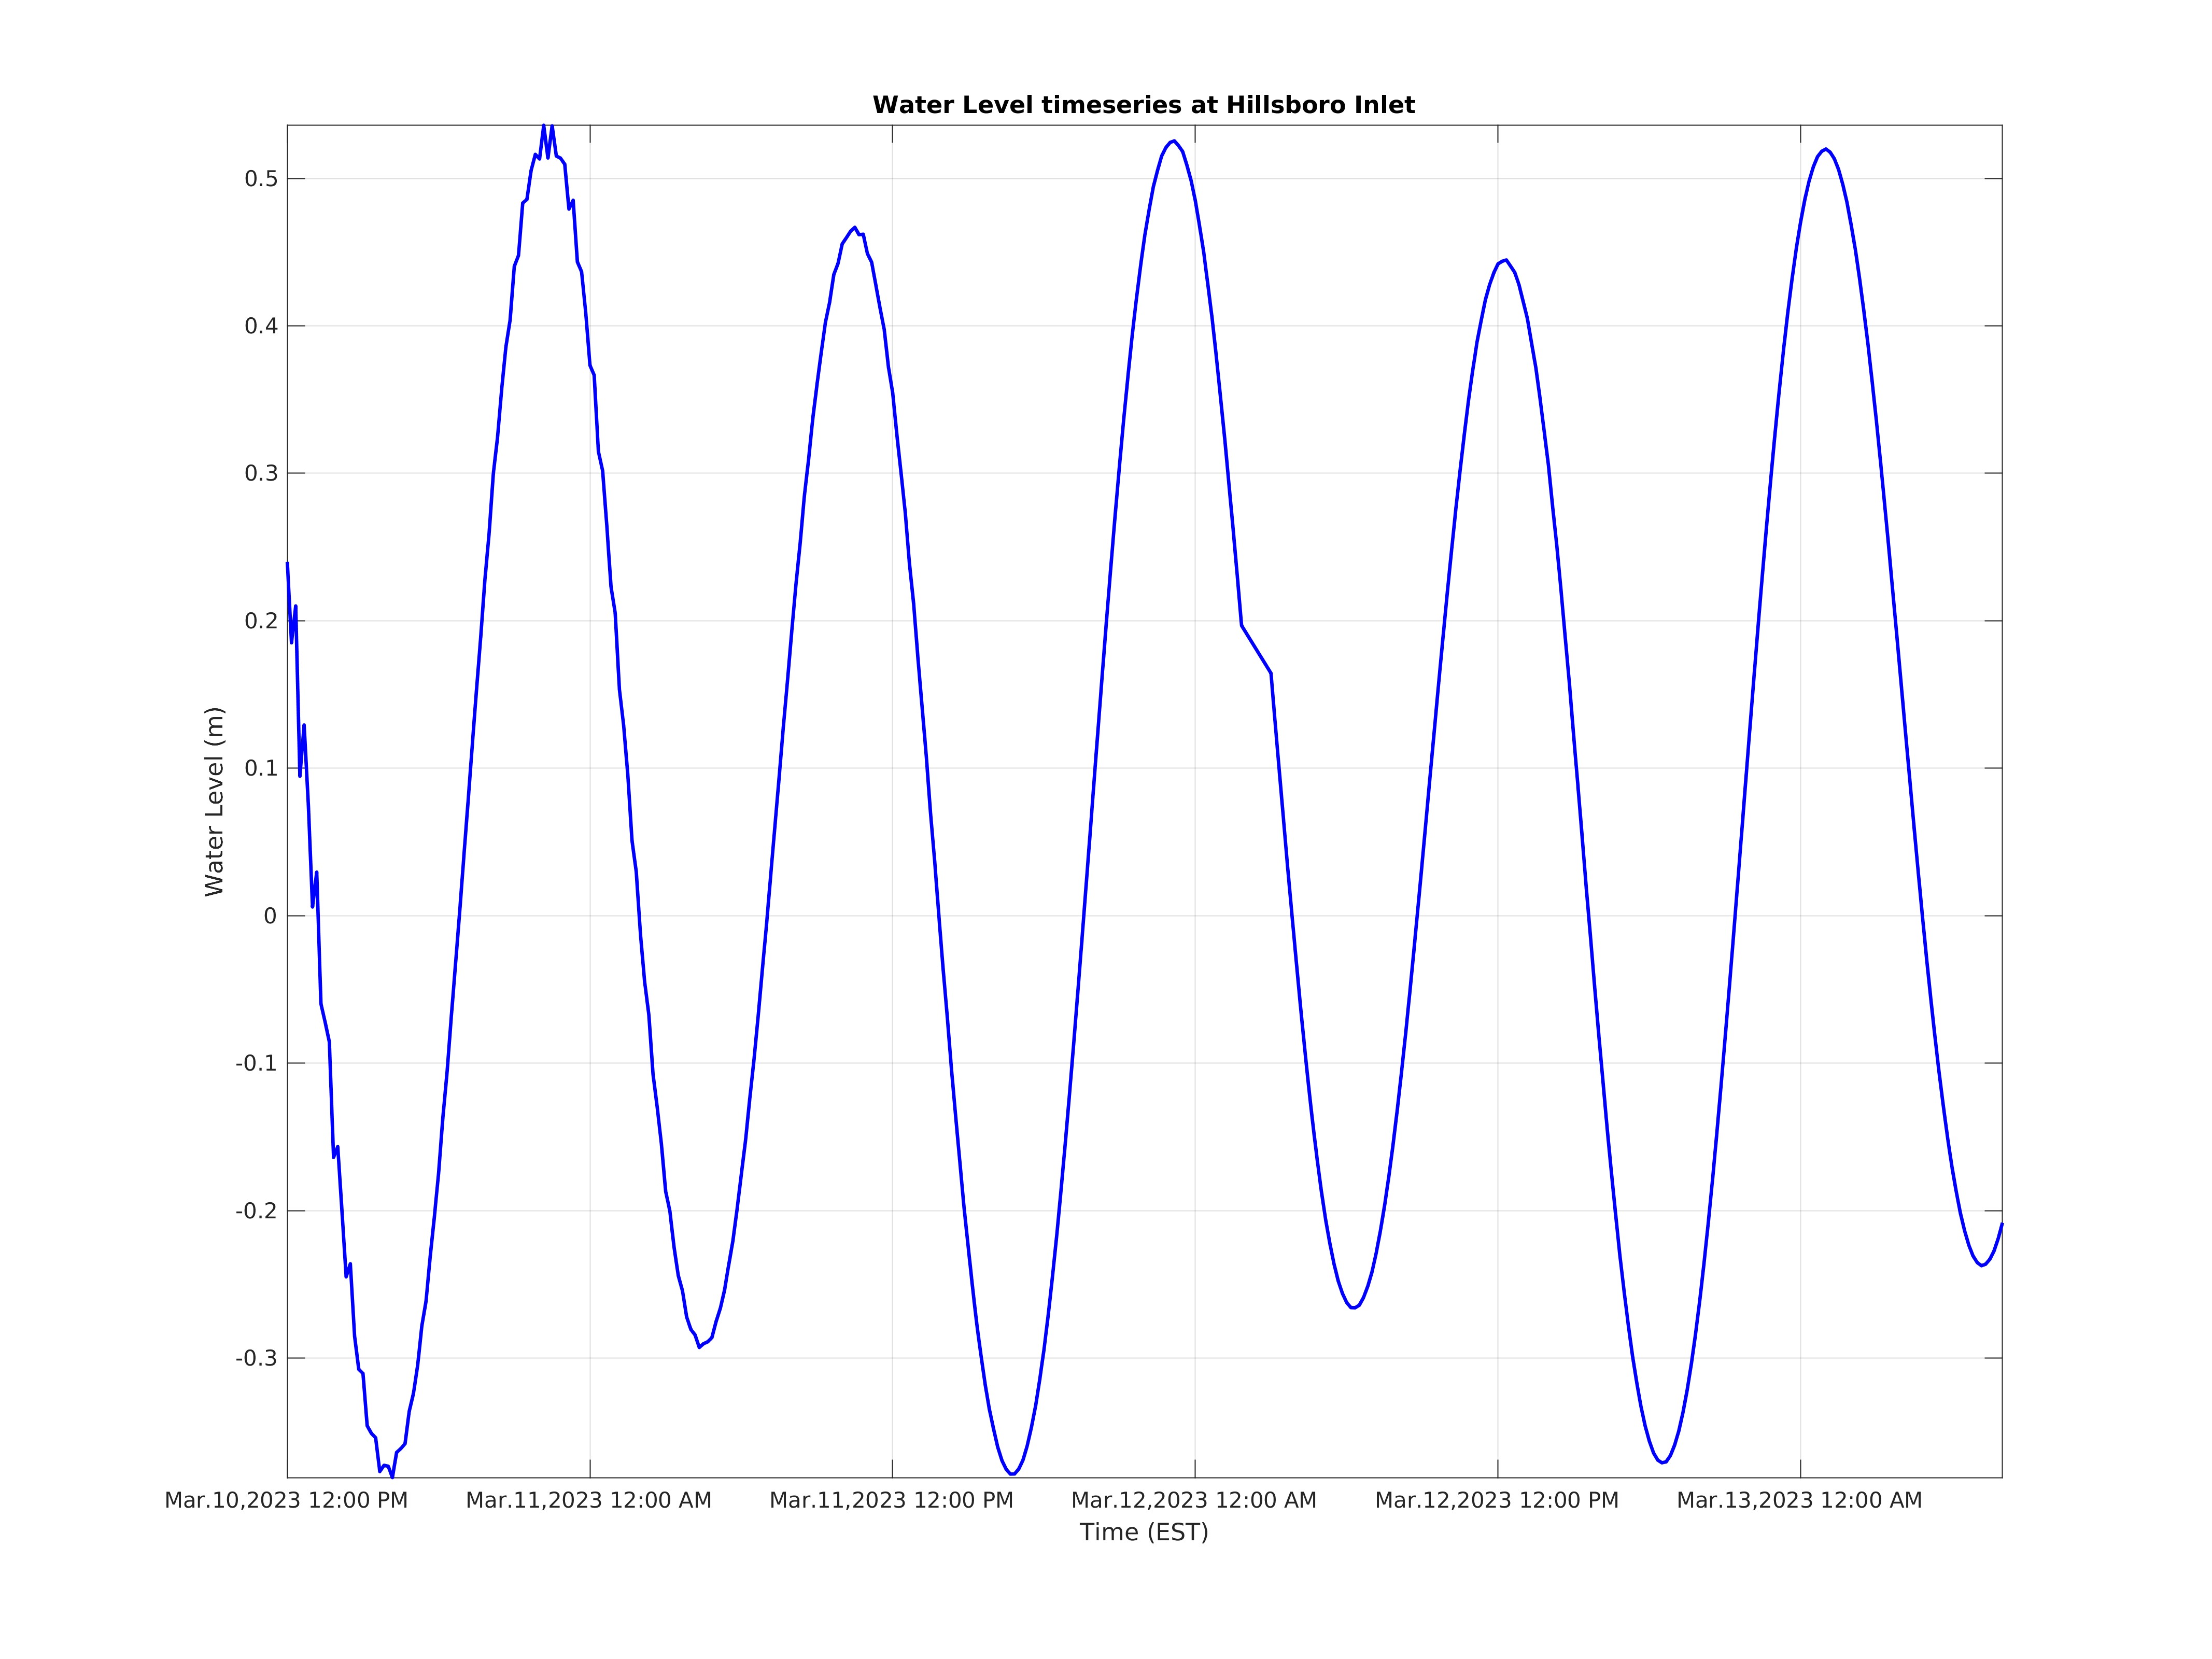 Water Level timeseries at Hillsboro Inlet
0.5
0.4
0.3
0.2
0.1
0
-0.1
-0.2
-0.3
Water Level (m)
Mar.10,2023 12:00 PM Mar.11,2023 12:00 AM Mar.11,2023 12:00 PM Mar.12,2023 12:00 AM Mar.12,2023 12:00 PM Mar.13,2023 12:00 AM
Time (EST)